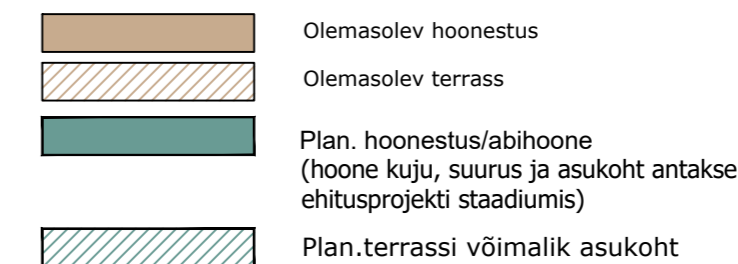 Olemasolev hoonestus
Olemasolev terrass
Plan. hoonestus/abihoone
(hoone kuju, suurus ja asukoht antakse
ehitusprojekti staadiumis)
Plan.terrassi võimalik asukoht